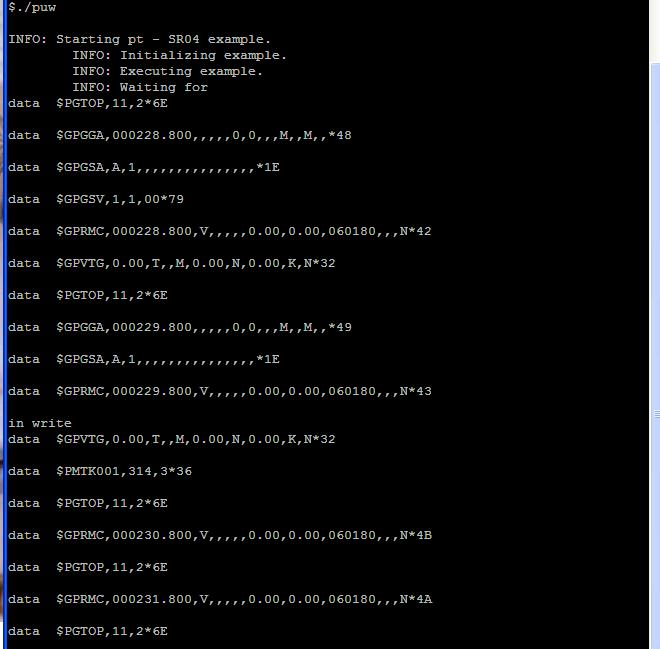 $./puw
INFO: Starting pt - SR04 example.
INFO: Initializing example.
INFO: Executing example.
INFO: Waiting for
data  $PGTOP,11,2*6E
data  $GPGGA,000228.800,,,,,0,0,,,M,,M,,*48
data  $GPGSA,A,1,,,,,,,,,,,,,,,*1E
data  $GPGSV,1,1,00*79
data  $GPRMC,000228.800,V,,,,,0.00,0.00,060180,,,N*42
data  $GPVTG,0.00,T,,M,0.00,N,0.00,K,N*32
data  $PGTOP,11,2*6E
data  $GPGGA,000229.800,,,,,0,0,,,M,,M,,*49
data  $GPGSA,A,1,,,,,,,,,,,,,,,*1E
data  $GPRMC,000229.800,V,,,,,0.00,0.00,060180,,,N*43
in write
data  $GPVTG,0.00,T,,M,0.00,N,0.00,K,N*32
data  $PMTK001,314,3*36
data  $PGTOP,11,2*6E
data  $GPRMC,000230.800,V,,,,,0.00,0.00,060180,,,N*4B
data  $PGTOP,11,2*6E
data  $GPRMC,000231.800,V,,,,,0.00,0.00,060180,,,N*4A
data  $PGTOP,11,2*6E